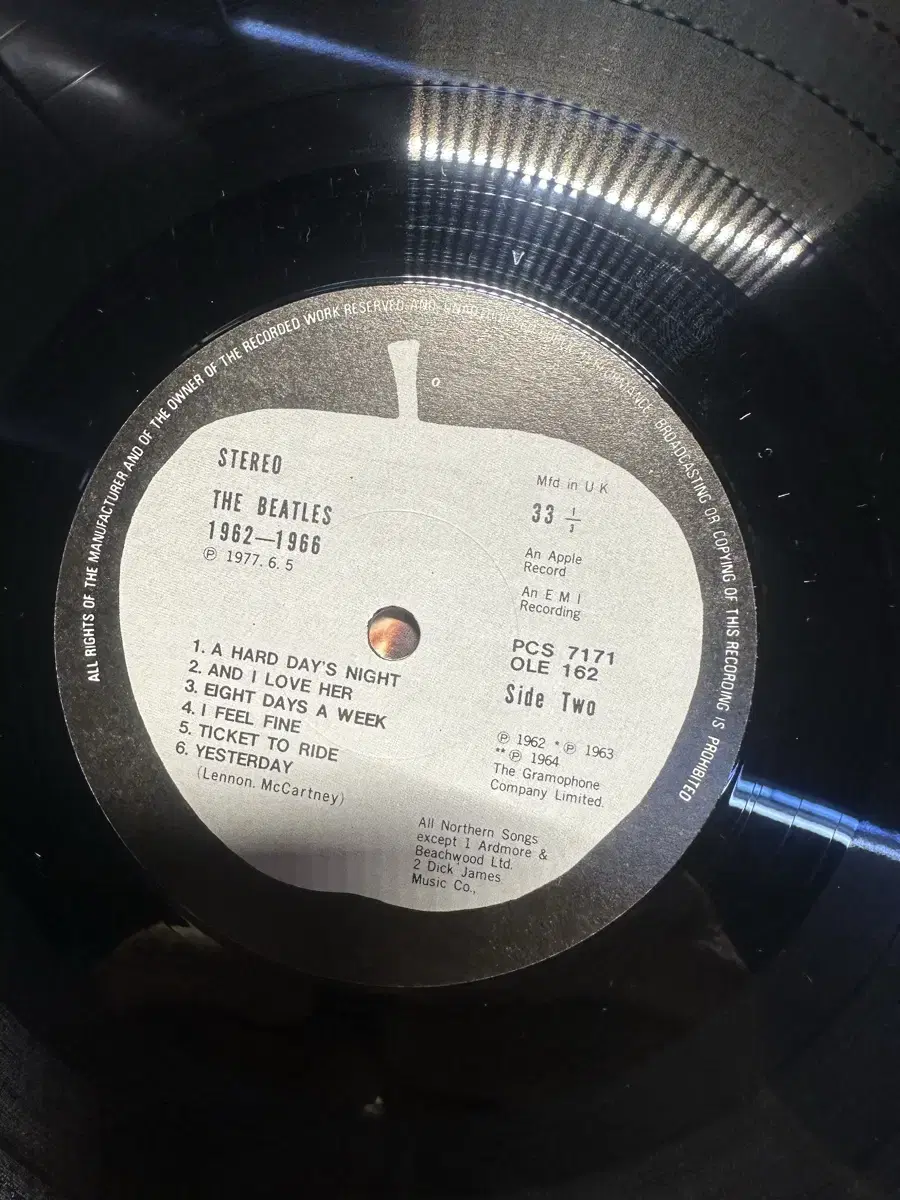 ALL RIGHTS OF THE MANUFACTURER AND OF THE OWNER OF THE RECORDED WORK RESERVED AND PERFORMANCE BROADCASTING OR COPYING OF THIS RECORDING IS PROHIBITED
A
O
STEREO
THE BEATLES
1962—1966
Ⓟ 1977. 6. 5
Mfd in U K
33 1/3
An Apple
Record
An E M I
Recording
PCS 7171
OLE 162
Side Two
1. A HARD DAY'S NIGHT
2. AND I LOVE HER
3. EIGHT DAYS A WEEK
4. I FEEL FINE
5. TICKET TO RIDE
6. YESTERDAY
(Lennon. McCartney)
Ⓟ 1962 * Ⓟ 1963
** Ⓟ 1964
The Gramophone
Company Limited.
All Northern Songs
except 1 Ardmore &
Beachwood Ltd.
2 Dick James
Music Co.,